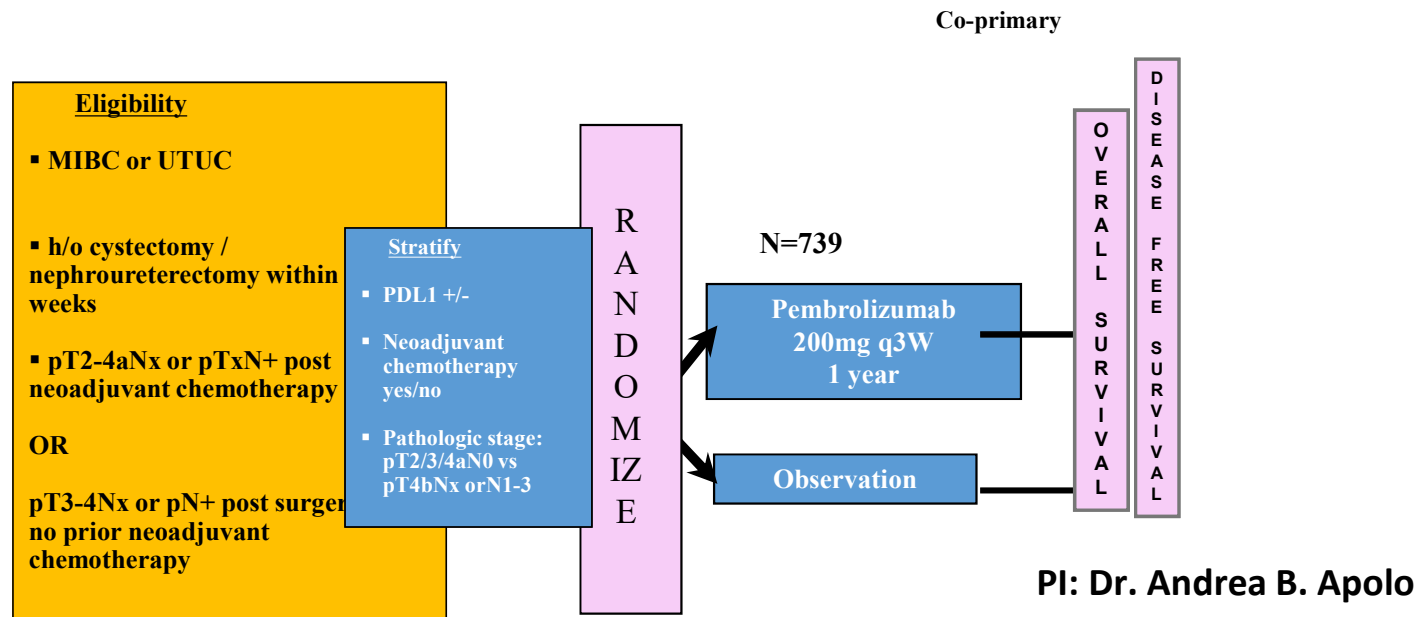 Co-primary
Eligibility
▪ MIBC or UTUC
▪ h/o cystectomy /
nephroureterectomy within
weeks
▪ pT2-4aNx or pTxN+ post
neoadjuvant chemotherapy
OR
pT3-4Nx or pN+ post surger
no prior neoadjuvant
chemotherapy
Stratify
▪ PDL1 +/-
▪ Neoadjuvant
chemotherapy
yes/no
▪ Pathologic stage:
pT2/3/4aN0 vs
pT4bNx orN1-3
R
A
N
D
O
M
IZ
E
N=739
Pembrolizumab
200mg q3W
1 year
Observation
O
V
E
R
A
L
L
S
U
R
V
I
V
A
L
D
I
S
E
A
S
E
F
R
E
E
S
U
R
V
I
V
A
L
PI: Dr. Andrea B. Apolo